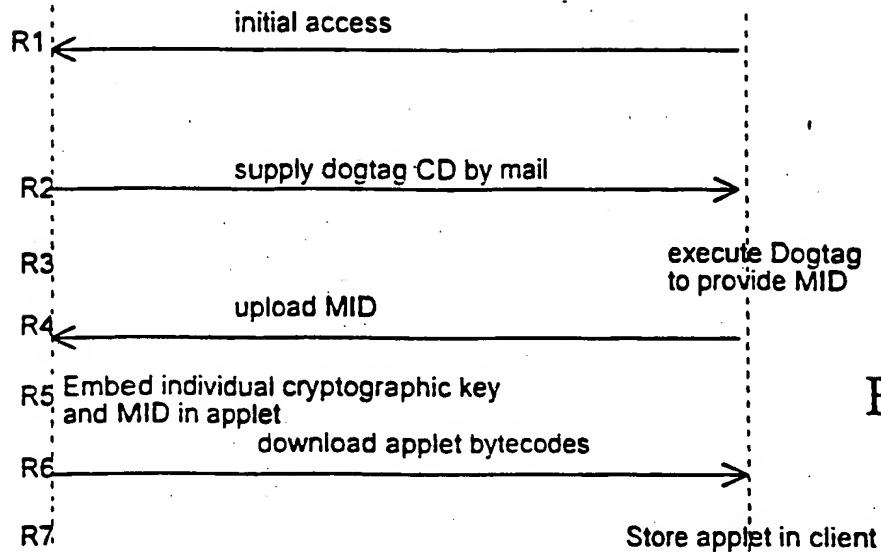 initial access
R1
supply dogtag CD by mail
R2
R3
execute Dogtag
to provide MID
upload MID
R4
R5 Embed individual cryptographic key
and MID in applet
download applet bytecodes
R6
R7
Store applet in client